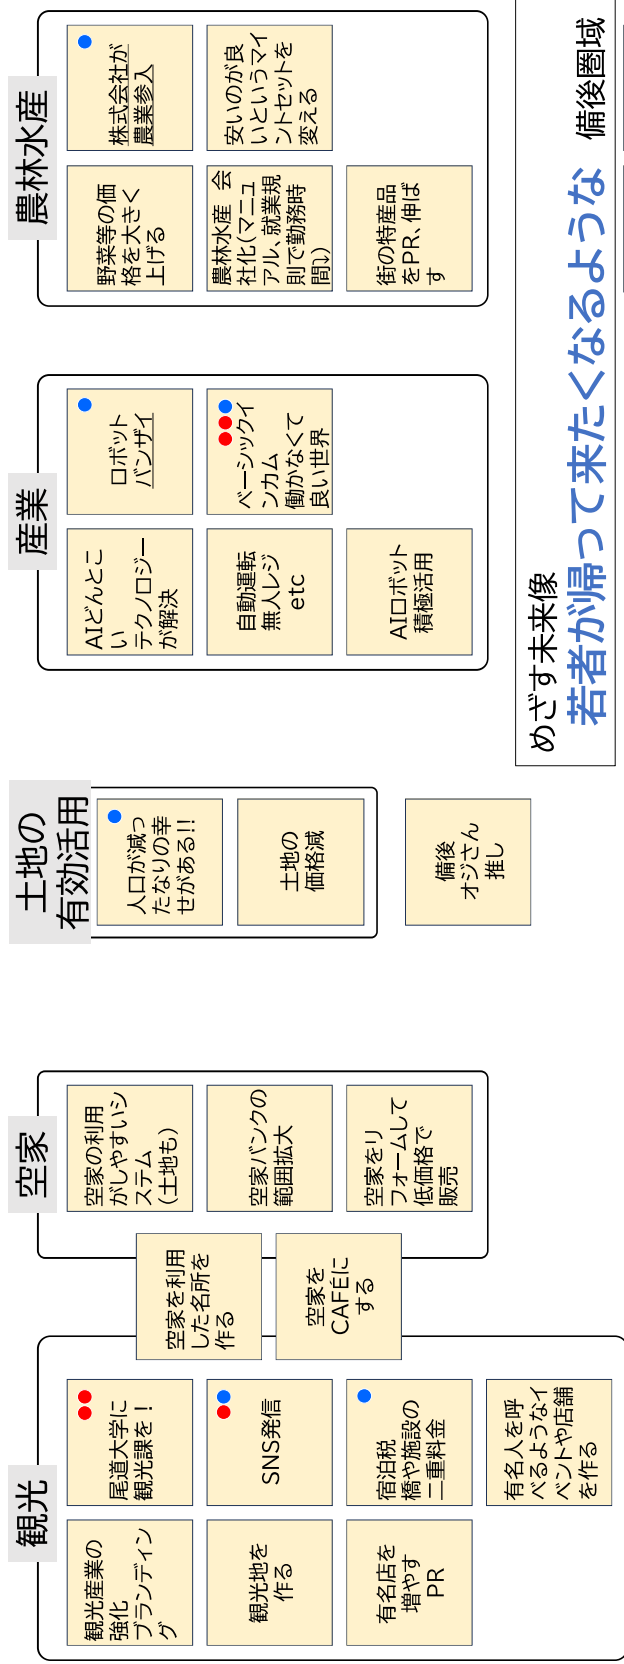 観光
観光産業の
強化
ブランディン
グ
尾道大学に
観光課を！
観光地を
作る
SNS発信
有名店を
増やす
PR
宿泊税
橋や施設の
二重料金
有名人を呼
べるようなイ
ベントや店舗
を作る
空家を利用
した名所を
作る
空家を
CAFÉに
する
空家
空家の利用
がしやすいシ
ステム
（土地も）
空家バンクの
範囲拡大
空家をリ
フォームして
低価格で
販売
土地の
有効活用
人口が減っ
たなりの幸
せがある!!
土地の
価格減
備後
オジさん
推し
産業
AIどんとこ
い
テクノロジー
が解決
ロボット
バンザイ
自動運転
無人レジ
etc
ベーシックイ
ンカム
働かなくて
良い世界
AIロボット
積極活用
農林水産
野菜等の価
格を大きく
上げる
株式会社が
農業参入
農林水産　会
社化（マニュ
アル、就業規
則で勤務時
間⤵）
安いのが良
いというマイ
ントセットを
変える
街の特産品
をPR、伸ば
す
めざす未来像
若者が帰って来たくなるような 備後圏域